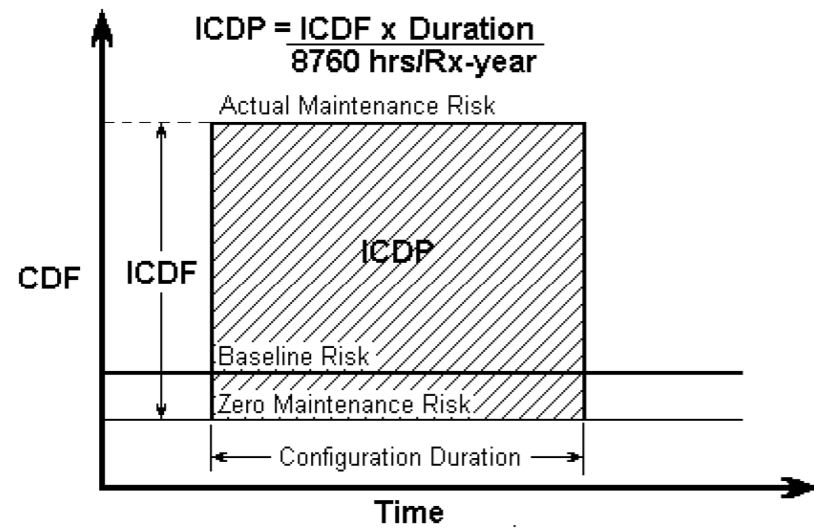 ICDP = ICDF x Duration
8760 hrs/Rx-year
Actual Maintenance Risk
ICDP
CDF
ICDF
Baseline Risk
Zero Maintenance Risk
Configuration Duration
Time